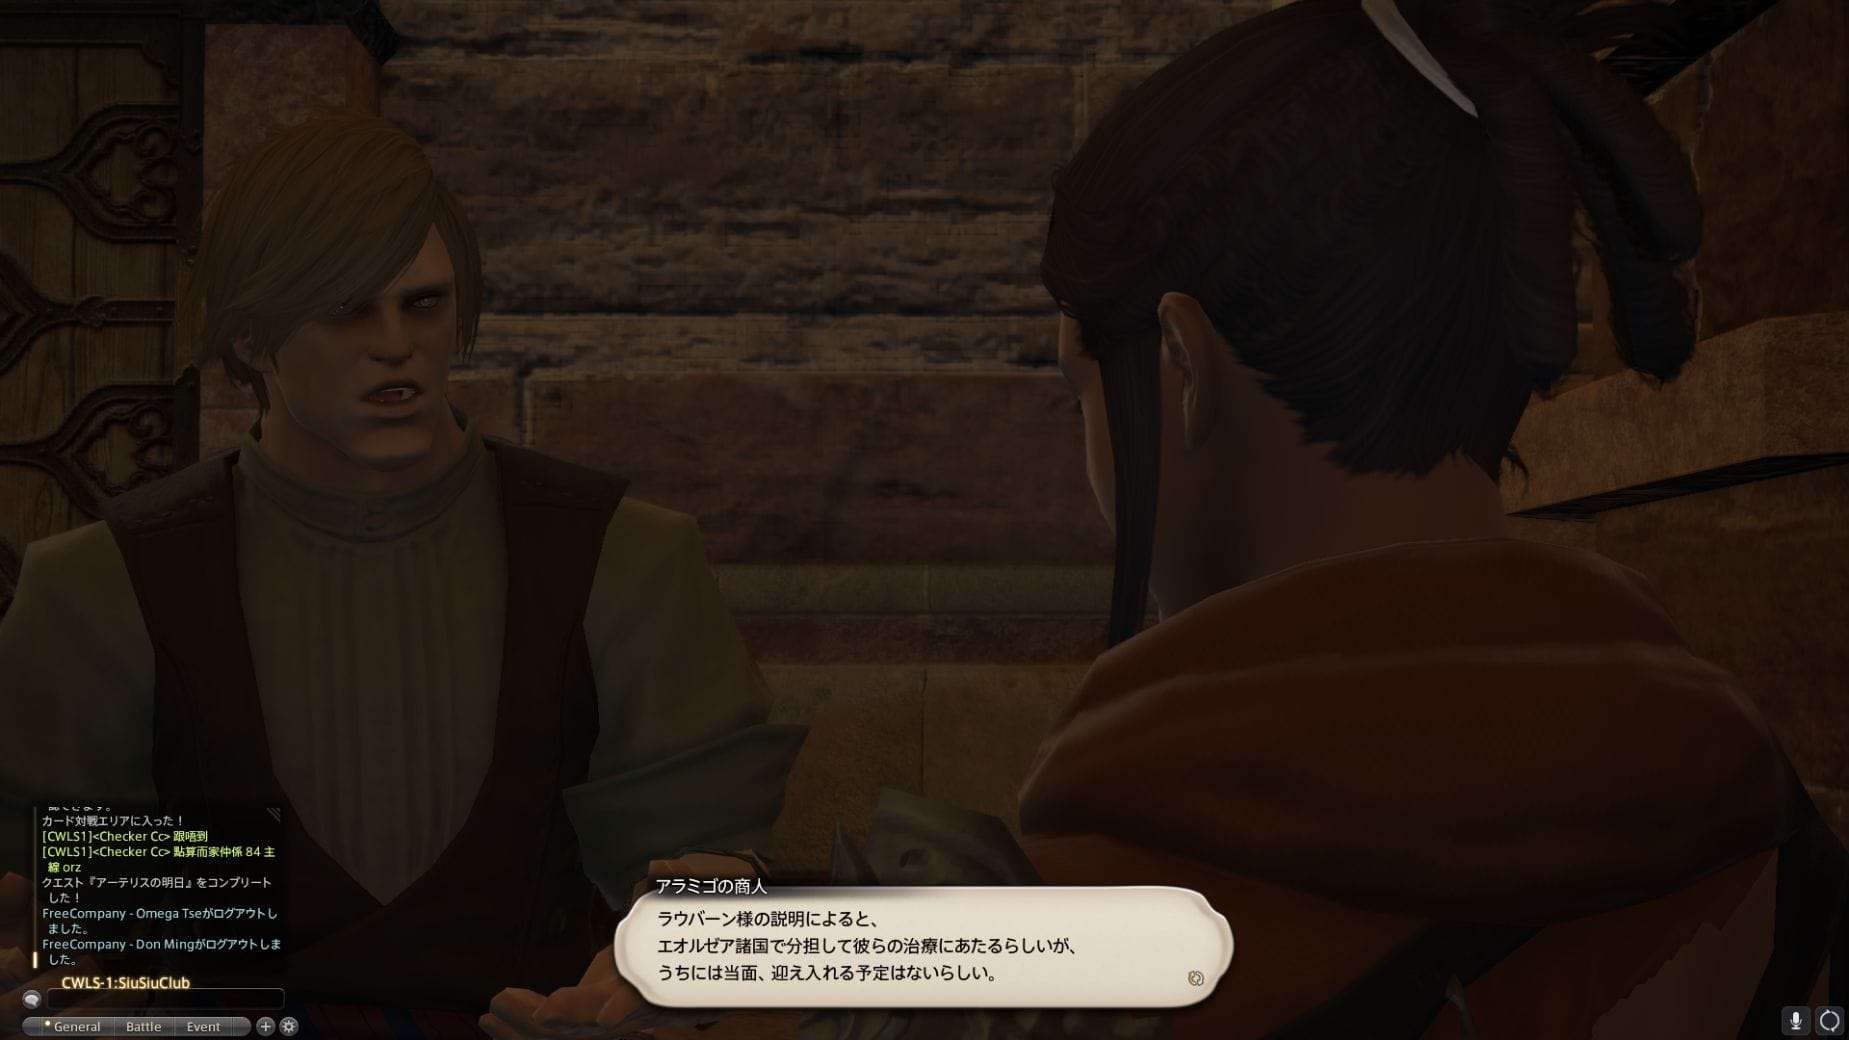 カード対戦エリアに入った！
[CWLS1]<Checker Cc> 跟唔到
[CWLS1]<Checker Cc> 點算而家仲係 84 主
線 orz
クエスト『アーテリスの明日』をコンプリート
した！
FreeCompany - Omega Tseがログアウトし
ました。
FreeCompany - Don Mingがログアウトしま
した。
CWLS-1:SiuSiuClub
General Battle Event
アラミゴの商人
ラウバーン様の説明によると、
エオルゼア諸国で分担して彼らの治療にあたるらしいが、
うちには当面、迎え入れる予定はないらしい。